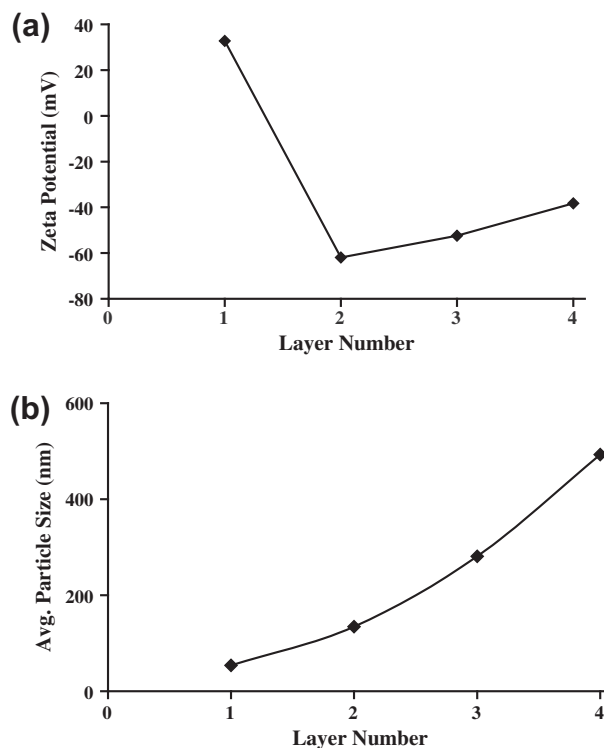 (a)
Zeta Potential (mV)
40
20
0
-20
-40
-60
-80
0 1 2 3 4
Layer Number
(b)
Avg. Particle Size (nm)
600
400
200
0
0 1 2 3 4
Layer Number